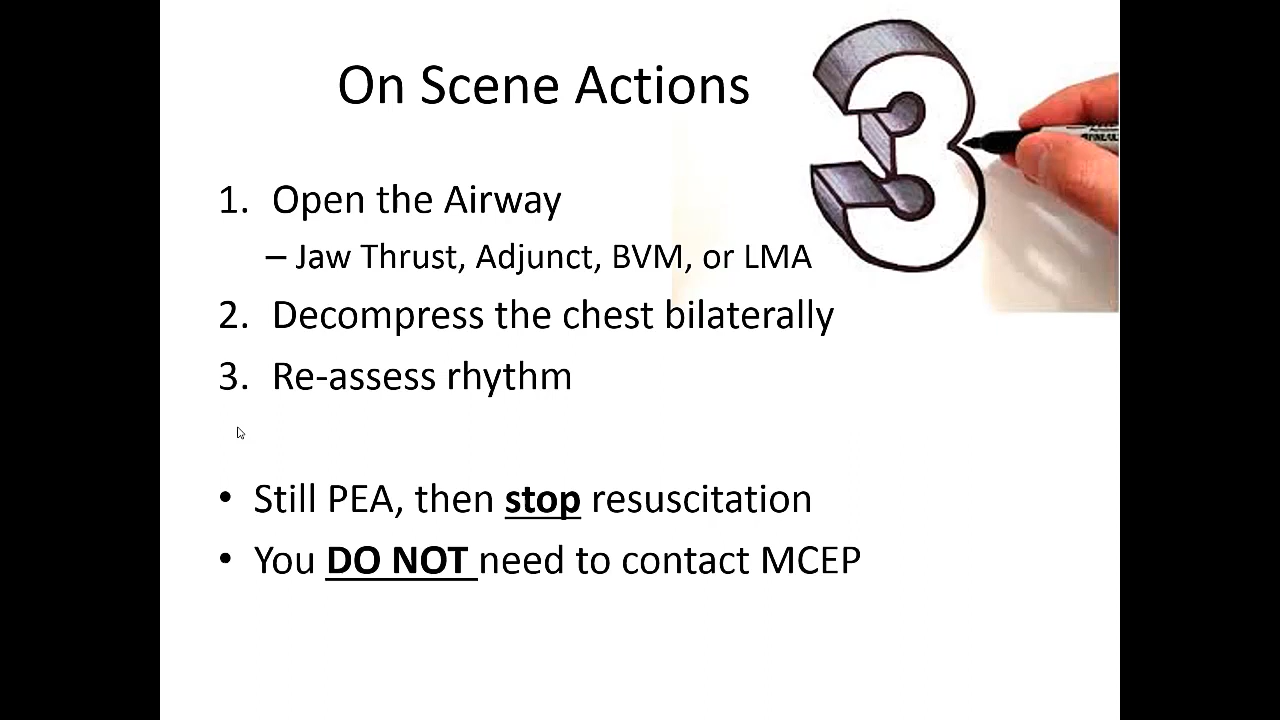 On Scene Actions
1. Open the Airway
– Jaw Thrust, Adjunct, BVM, or LMA
2. Decompress the chest bilaterally
3. Re-assess rhythm
• Still PEA, then stop resuscitation
• You DO NOT need to contact MCEP
3